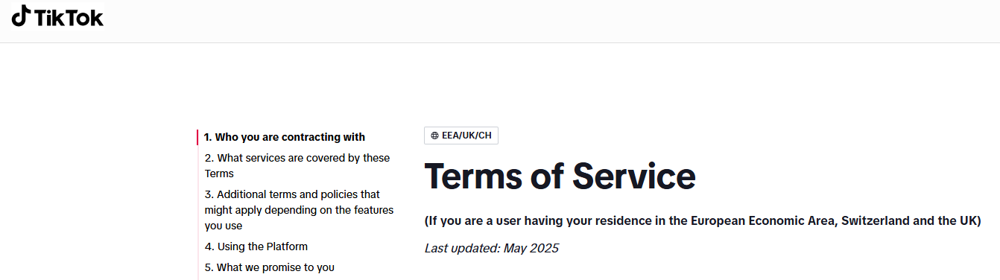 TikTok
1. Who you are contracting with
2. What services are covered by these
Terms
3. Additional terms and policies that
might apply depending on the features
you use
4. Using the Platform
5. What we promise to you
EEA/UK/CH
Terms of Service
(If you are a user having your residence in the European Economic Area, Switzerland and the UK)
Last updated: May 2025